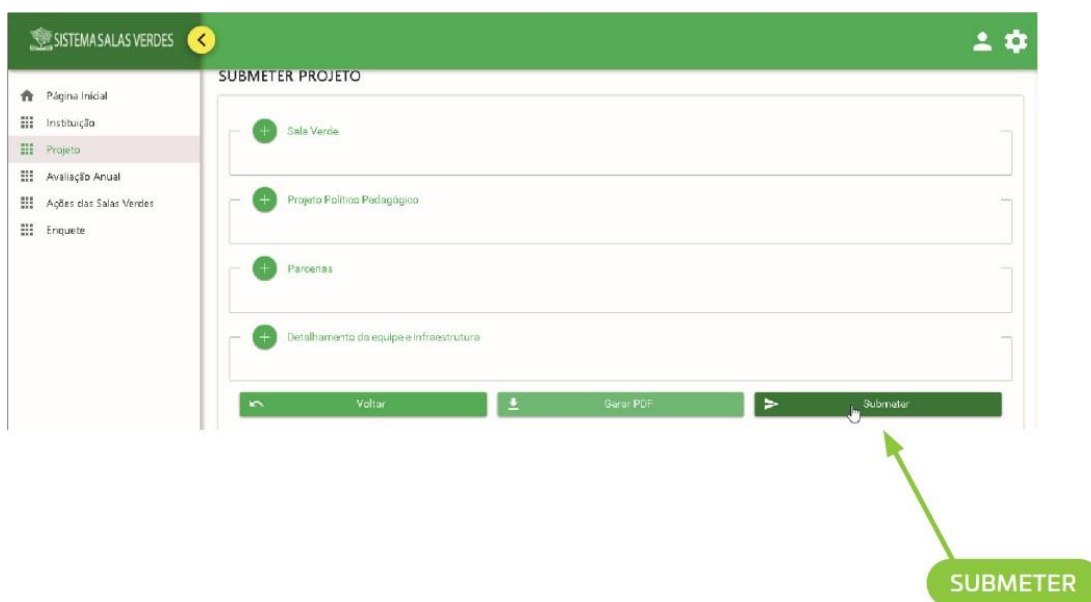 SISTEMA SALAS VERDES
SUBMETER PROJETO
Página Inicial
Instituição
Projeto
Avaliação Anual
Ações das Salas Verdes
Enquete
Sala Verde
Projeto Político Pedagógico
Parcerias
Detalhamento da equipe e infraestrutura
Voltar
Gerar PDF
Submeter
SUBMETER